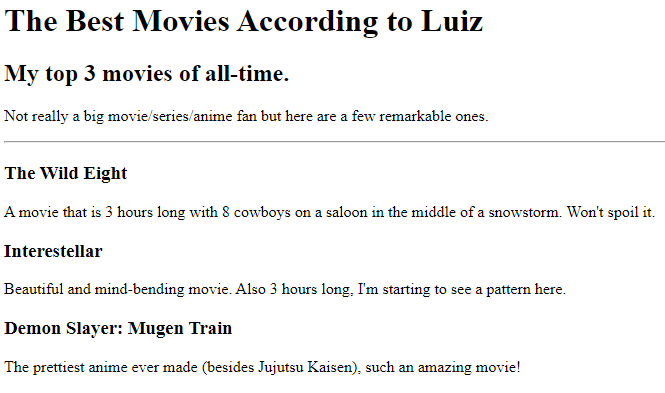 The Best Movies According to Luiz
My top 3 movies of all-time.
Not really a big movie/series/anime fan but here are a few remarkable ones.
The Wild Eight
A movie that is 3 hours long with 8 cowboys on a saloon in the middle of a snowstorm. Won't spoil it.
Interestellar
Beautiful and mind-bending movie. Also 3 hours long, I'm starting to see a pattern here.
Demon Slayer: Mugen Train
The prettiest anime ever made (besides Jujutsu Kaisen), such an amazing movie!